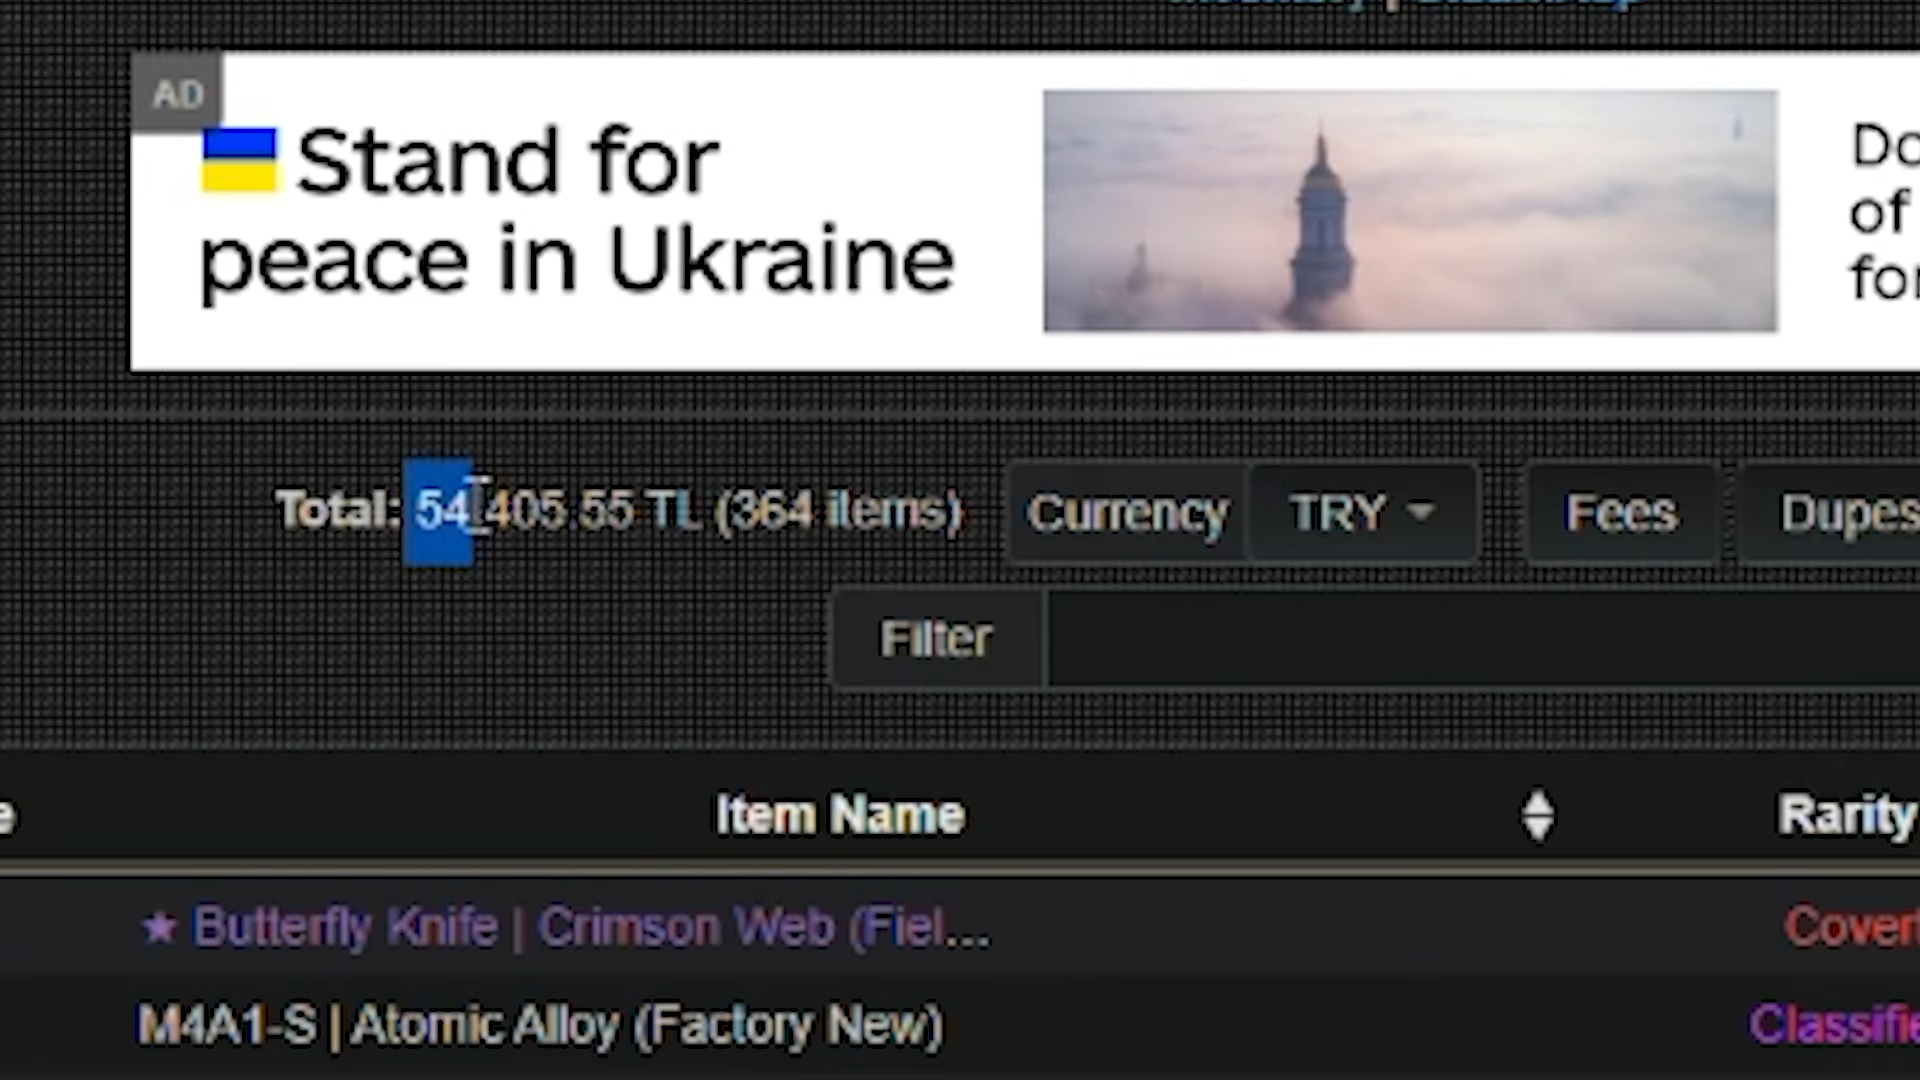 AD
Stand for
peace in Ukraine
Do
of
for
Total: 54,405.55 TL (364 items)
Currency TRY
Fees
Dupes
Filter
e
Item Name
Rarity
★ Butterfly Knife | Crimson Web (Fiel...
Covert
M4A1-S | Atomic Alloy (Factory New)
Classifie